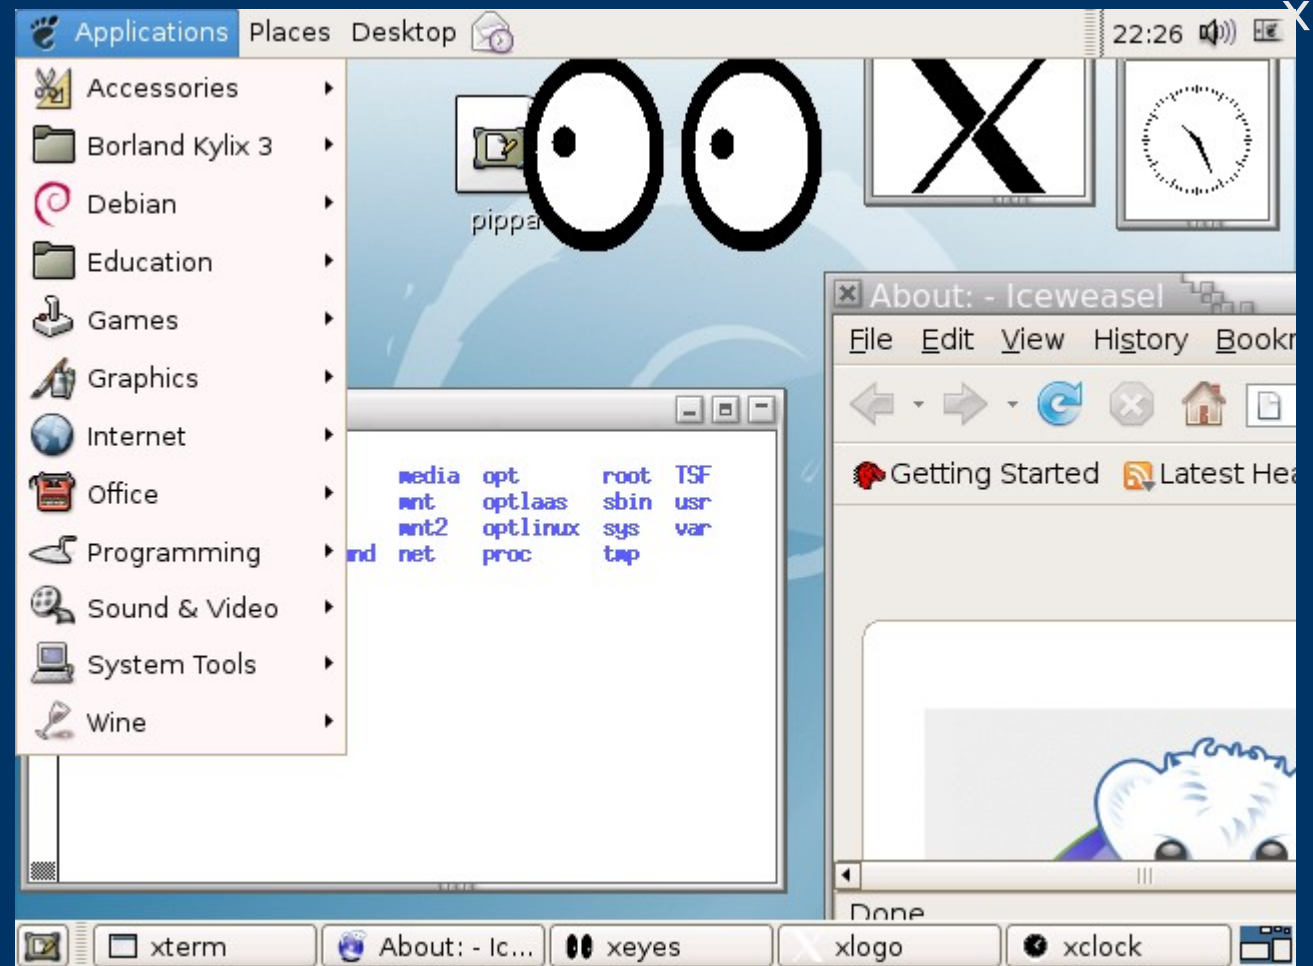 X
Applications Places Desktop 22:26
Accessories
Borland Kylix 3
Debian
Education
Games
Graphics
Internet
Office
Programming
Sound & Video
System Tools
Wine
pippa
About: - Iceweasel
File Edit View History
Getting Started Latest
media opt root TSF
mnt optlaas sbin usr
mnt2 optlinux sys var
nd net proc tmp
Done
xterm About: - Ic... xeyes xlogo xclock